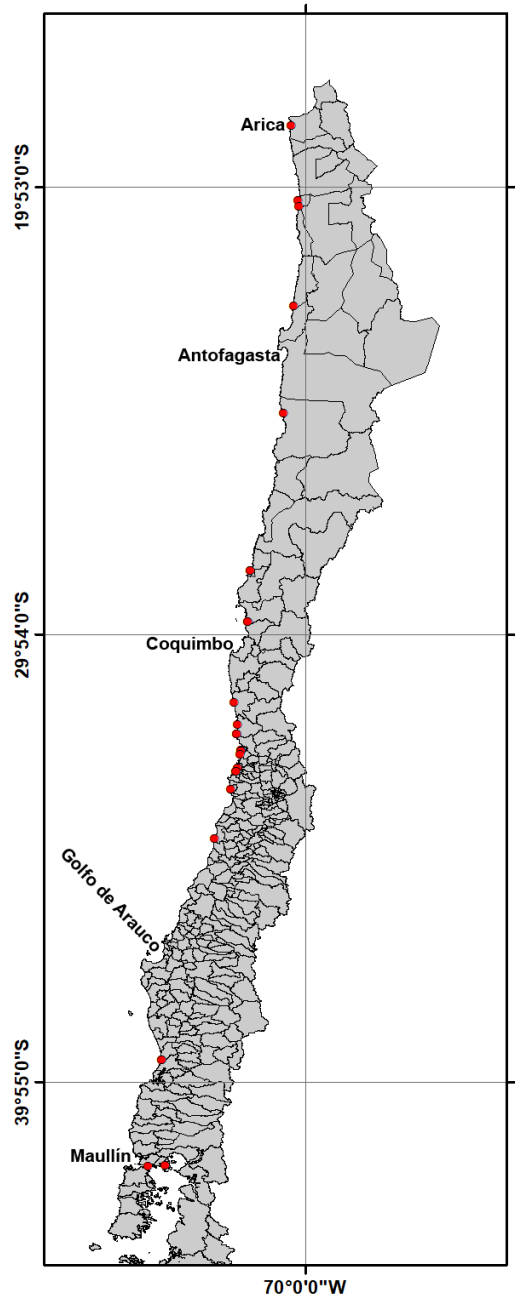 Arica
19°53'0"S
Antofagasta
29°54'0"S
Coquimbo
Golfo de Arauco
39°55'0"S
Maullín
70°0'0"W